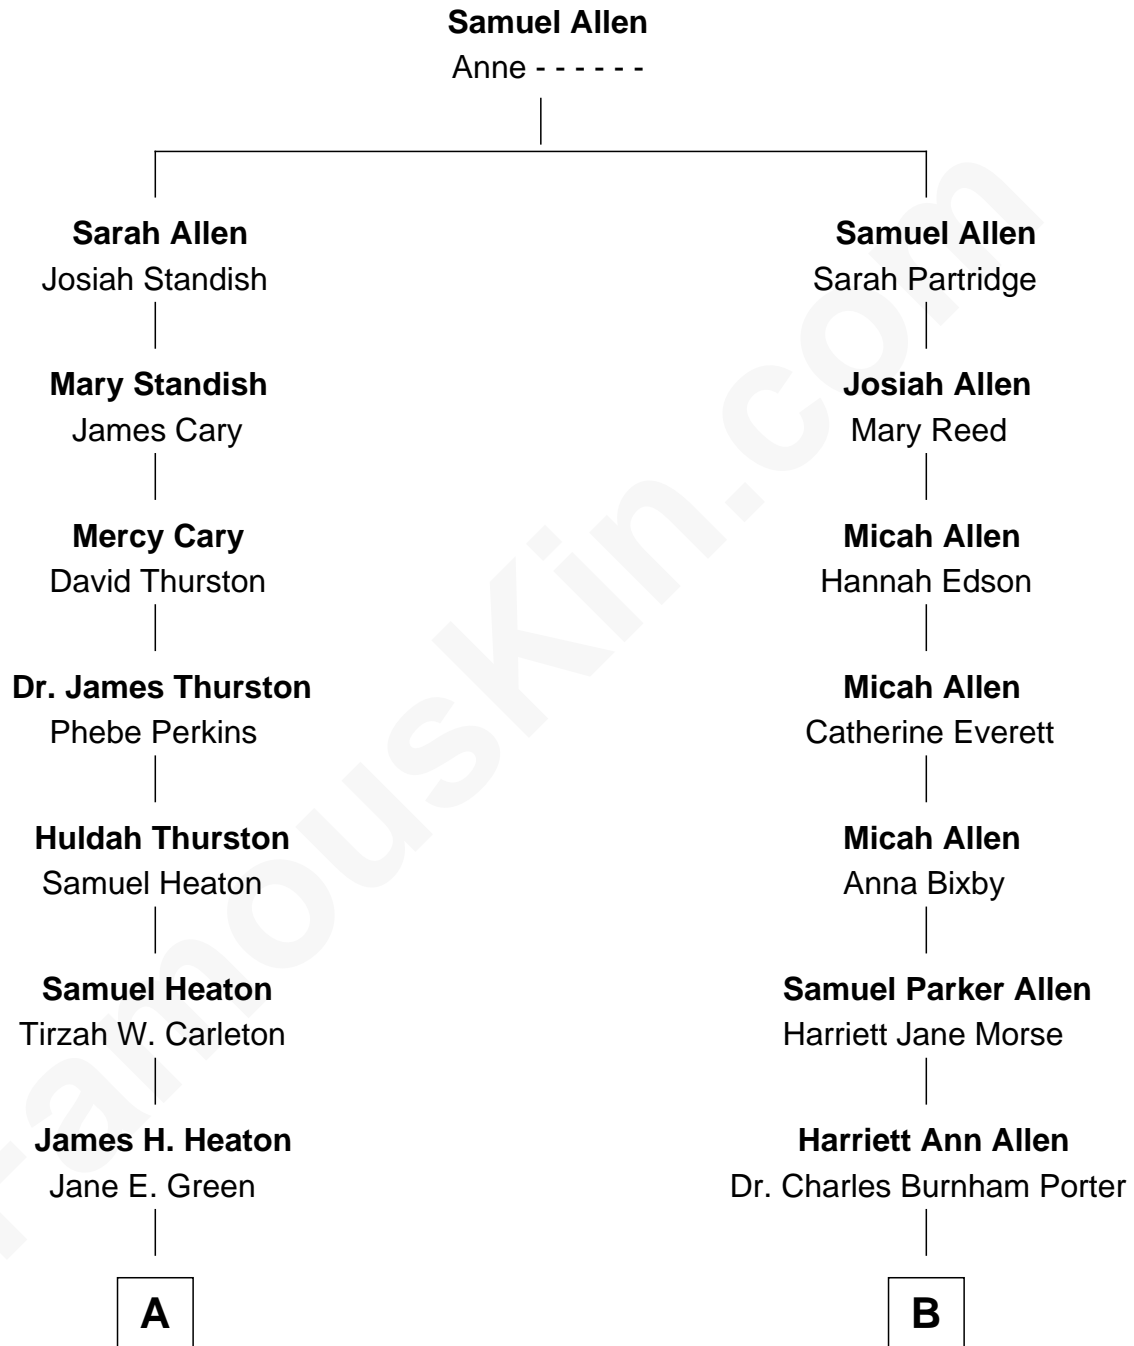 Samuel Allen
Anne - - - - - -
Sarah Allen
Josiah Standish
Mary Standish
James Cary
Mercy Cary
David Thurston
Dr. James Thurston
Phebe Perkins
Huldah Thurston
Samuel Heaton
Samuel Heaton
Tirzah W. Carleton
James H. Heaton
Jane E. Green
A
Samuel Allen
Sarah Partridge
Josiah Allen
Mary Reed
Micah Allen
Hannah Edson
Micah Allen
Catherine Everett
Micah Allen
Anna Bixby
Samuel Parker Allen
Harriett Jane Morse
Harriett Ann Allen
Dr. Charles Burnham Porter
B
FamousKin.com